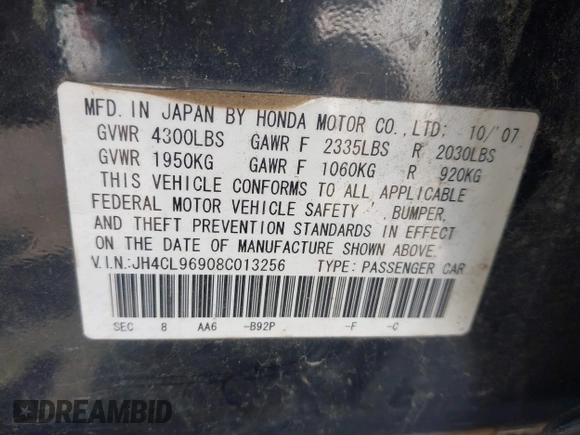 MFD. IN JAPAN BY HONDA MOTOR CO., LTD: 10/'07
GVWR 4300LBS GAWR F 2335LBS R 2030LBS
GVWR 1950KG GAWR F 1060KG R 920KG
THIS VEHICLE CONFORMS TO ALL APPLICABLE
FEDERAL MOTOR VEHICLE SAFETY , BUMPER,
AND THEFT PREVENTION STANDARDS IN EFFECT
ON THE DATE OF MANUFACTURE SHOWN ABOVE.
V.I.N.:JH4CL96908C013256 TYPE: PASSENGER CAR
SEC 8 AA6 -B92P -F -C
DREAMBID